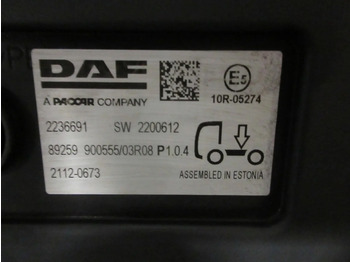 DAF
A PACCAR COMPANY
E5
10R-05274
2236691 SW 2200612
89259 900555/03R08 P1.0.4
2112-0673
ASSEMBLED IN ESTONIA